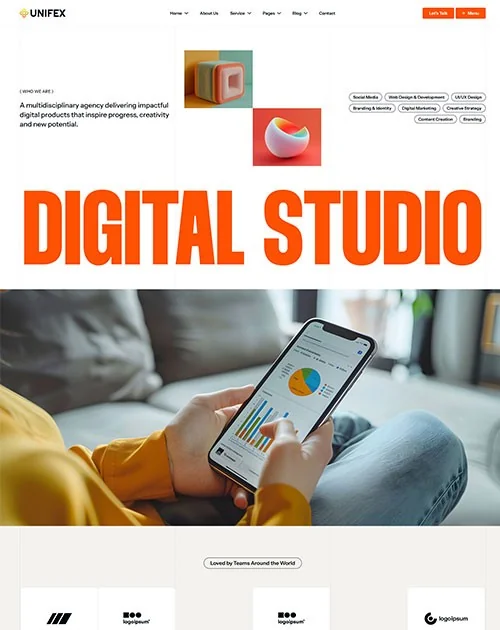 UNIFEX
Home About Us Service Pages Blog Contact
Let's Talk
Menu
( WHO WE ARE )
A multidisciplinary agency delivering impactful
digital products that inspire progress, creativity
and new potential.
Social Media Web Design & Development UI/UX Design
Branding & Identity Digital Marketing Creative Strategy
Content Creation Branding
DIGITAL STUDIO
Loved by Teams Around the World
logoipsum
logoipsum
logoipsum